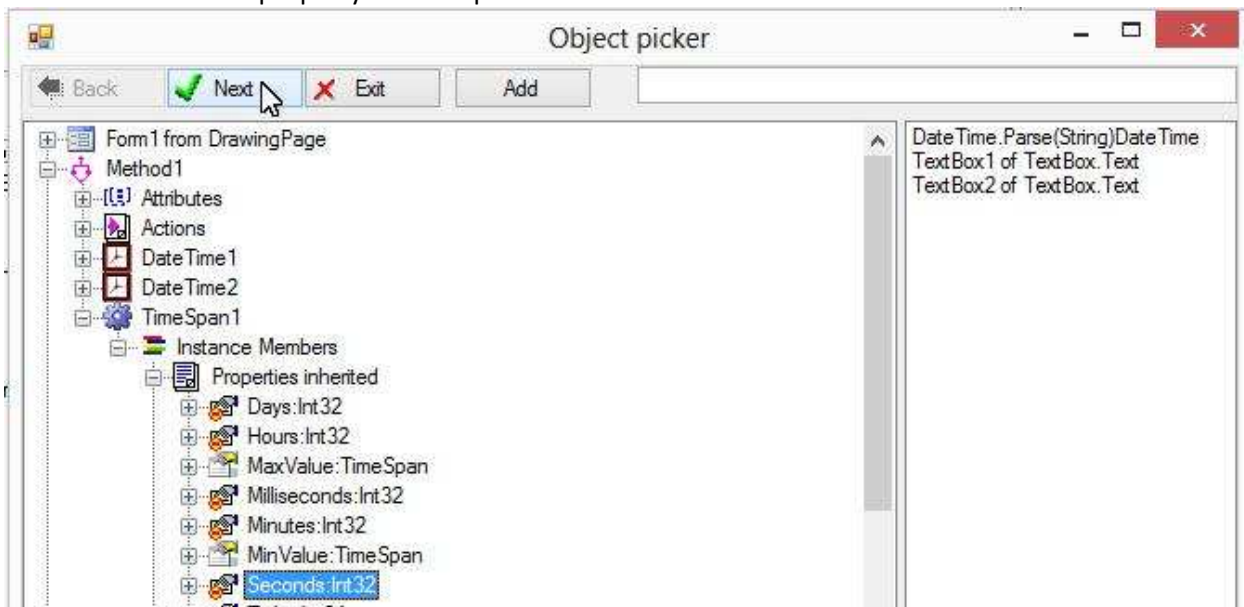 Object picker
Back Next Exit Add
Form1 from DrawingPage
Method1
Attributes
Actions
DateTime1
DateTime2
TimeSpan1
Instance Members
Properties inherited
Days:Int32
Hours:Int32
MaxValue:TimeSpan
Milliseconds:Int32
Minutes:Int32
MinValue:TimeSpan
Seconds:Int32
DateTime.Parse(String)DateTime
TextBox1 of TextBox.Text
TextBox2 of TextBox.Text